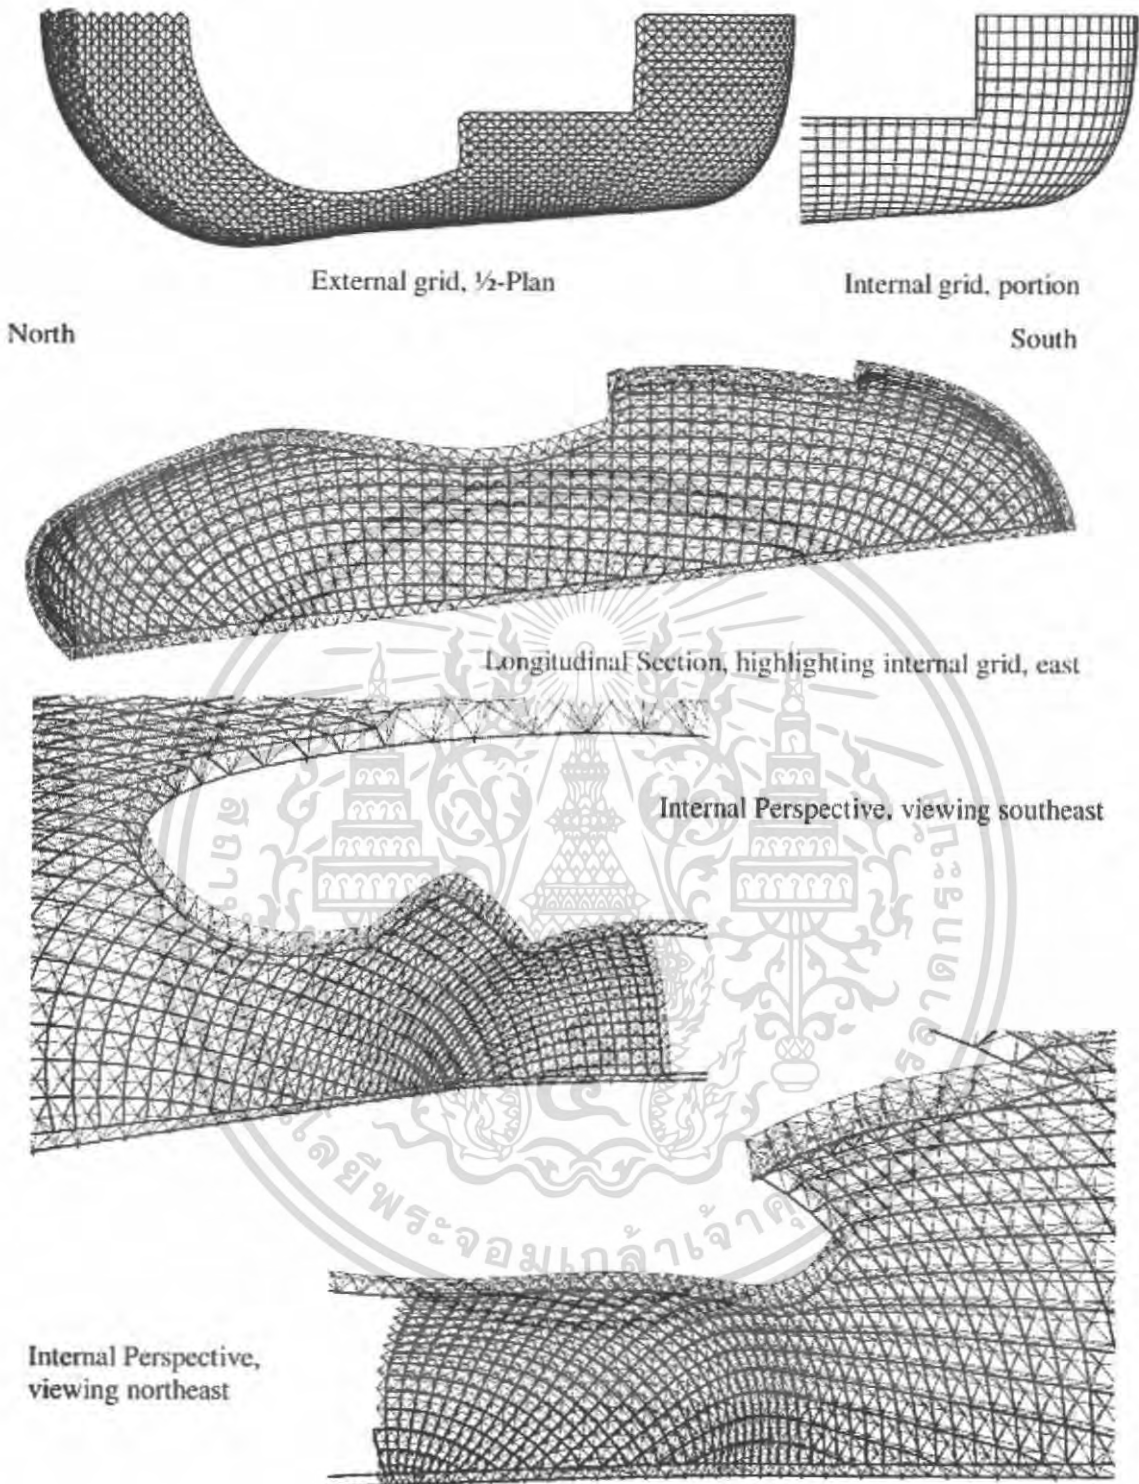 External grid, ½-Plan
Internal grid, portion
North
South
Longitudinal Section, highlighting internal grid, east
Internal Perspective, viewing southeast
Internal Perspective,
viewing northeast